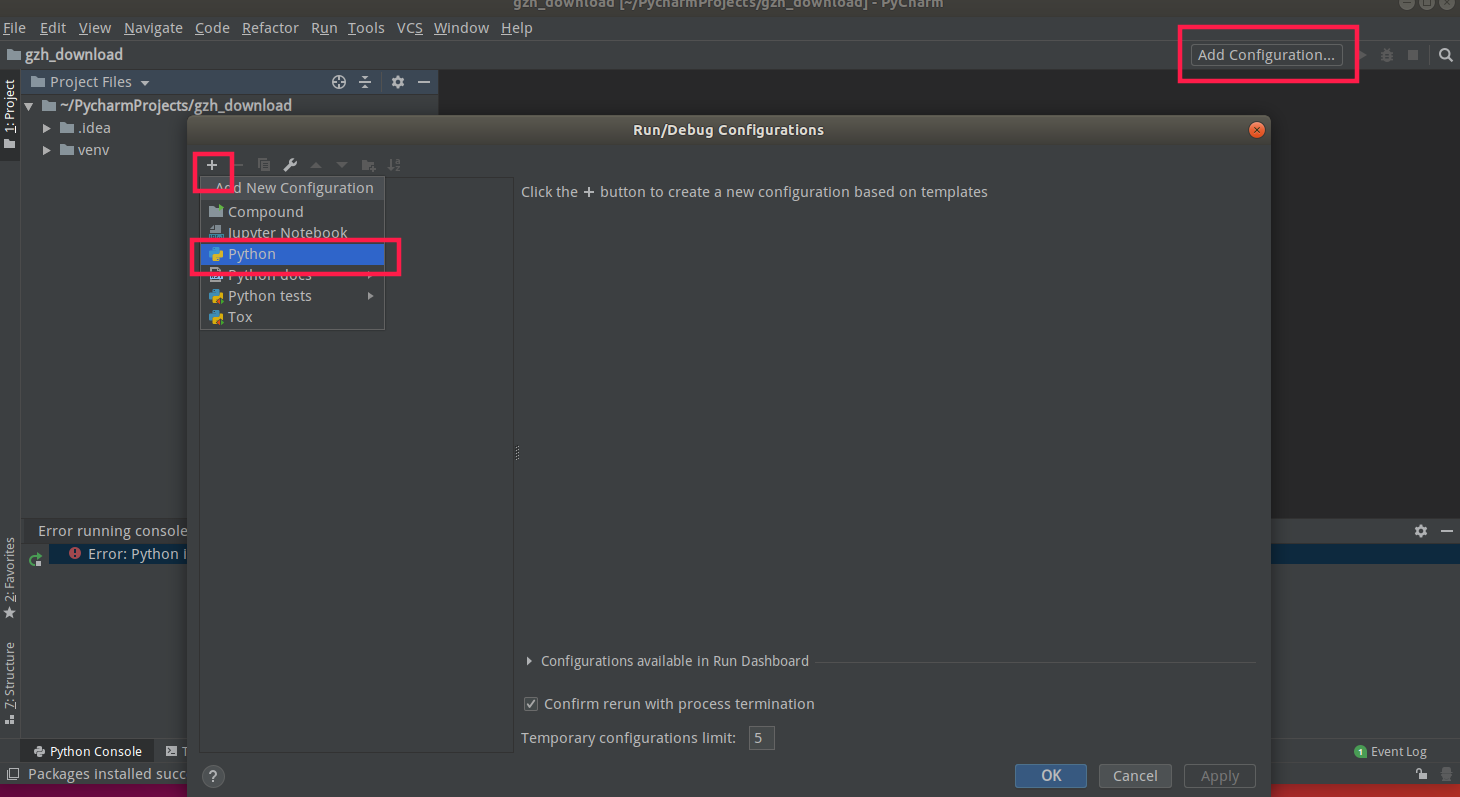 gzh_download [~/PycharmProjects/gzh_download] - PyCharm
File Edit View Navigate Code Refactor Run Tools VCS Window Help
gzh_download
Add Configuration...
1: Project
Project Files
~/PycharmProjects/gzh_download
.idea
venv
Run/Debug Configurations
Add New Configuration
Compound
Jupyter Notebook
Python
Python docs
Python tests
Tox
Click the + button to create a new configuration based on templates
Configurations available in Run Dashboard
Confirm rerun with process termination
Temporary configurations limit: 5
? OK Cancel Apply
Error running console
Error: Python i
2: Favorites
7: Structure
Python Console T
1 Event Log
Packages installed succ